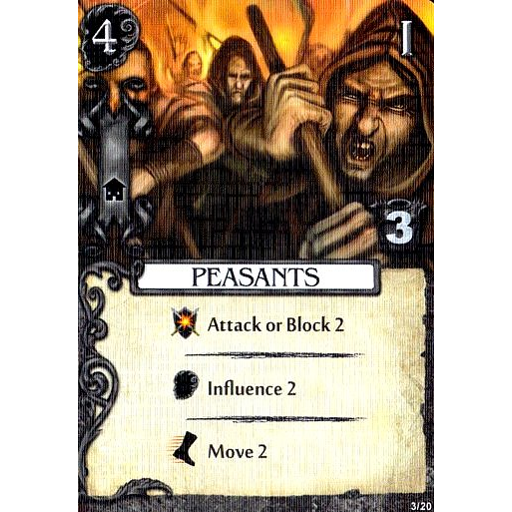 4
I
3
PEASANTS
Attack or Block 2
Influence 2
Move 2
3/20